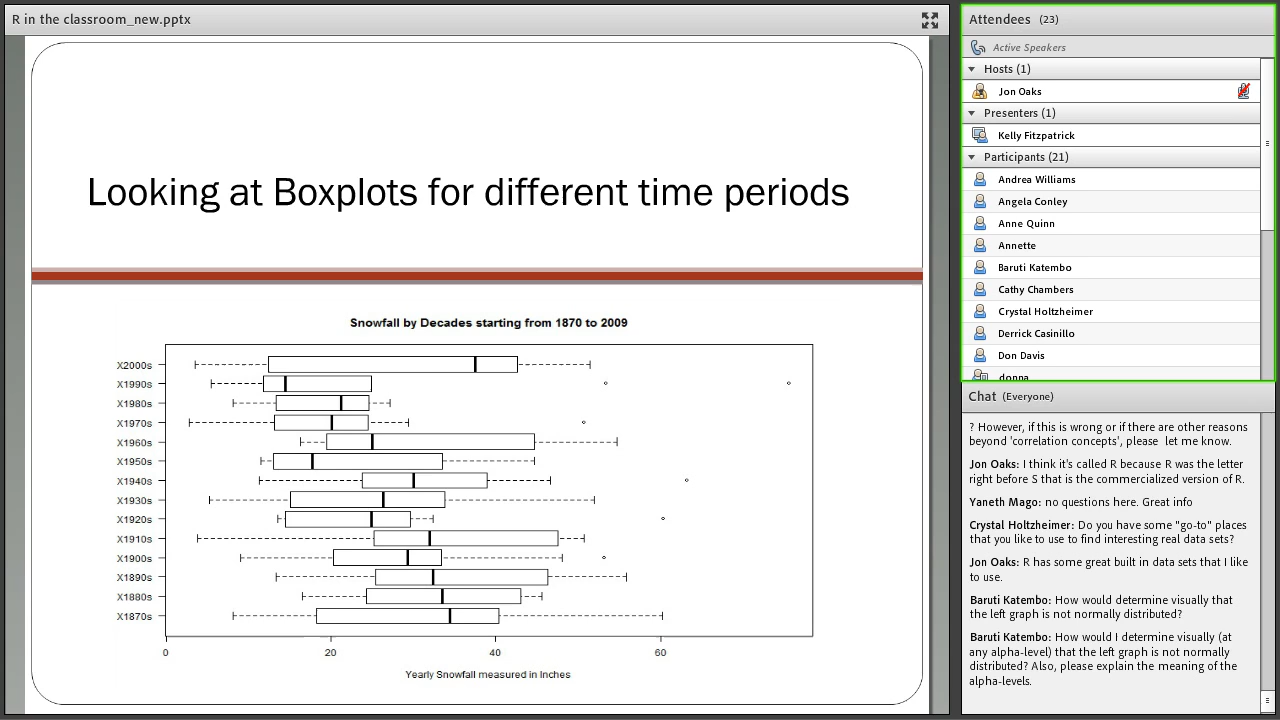 R in the classroom_new.pptx
Looking at Boxplots for different time periods
Snowfall by Decades starting from 1870 to 2009
X2000s
X1990s
X1980s
X1970s
X1960s
X1950s
X1940s
X1930s
X1920s
X1910s
X1900s
X1890s
X1880s
X1870s
0 20 40 60
Yearly Snowfall measured in Inches
Attendees (23)
Active Speakers
Hosts (1)
Jon Oaks
Presenters (1)
Kelly Fitzpatrick
Participants (21)
Andrea Williams
Angela Conley
Anne Quinn
Annette
Baruti Katembo
Cathy Chambers
Crystal Holtzheimer
Derrick Casinillo
Don Davis
donna
Chat (Everyone)
? However, if this is wrong or if there are other reasons
beyond 'correlation concepts', please let me know.
Jon Oaks: I think it's called R because R was the letter
right before S that is the commercialized version of R.
Yaneth Mago: no questions here. Great info
Crystal Holtzheimer: Do you have some "go-to" places
that you like to use to find interesting real data sets?
Jon Oaks: R has some great built in data sets that I like
to use.
Baruti Katembo: How would determine visually that
the left graph is not normally distributed?
Baruti Katembo: How would I determine visually (at
any alpha-level) that the left graph is not normally
distributed? Also, please explain the meaning of the
alpha-levels.